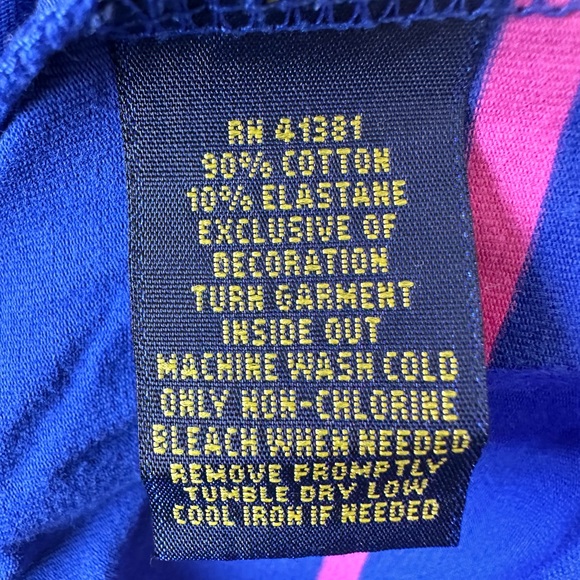 RN 41381
90% COTTON
10% ELASTANE
EXCLUSIVE OF
DECORATION
TURN GARMENT
INSIDE OUT
MACHINE WASH COLD
ONLY NON-CHLORINE
BLEACH WHEN NEEDED
REMOVE PROMPTLY
TUMBLE DRY LOW
COOL IRON IF NEEDED